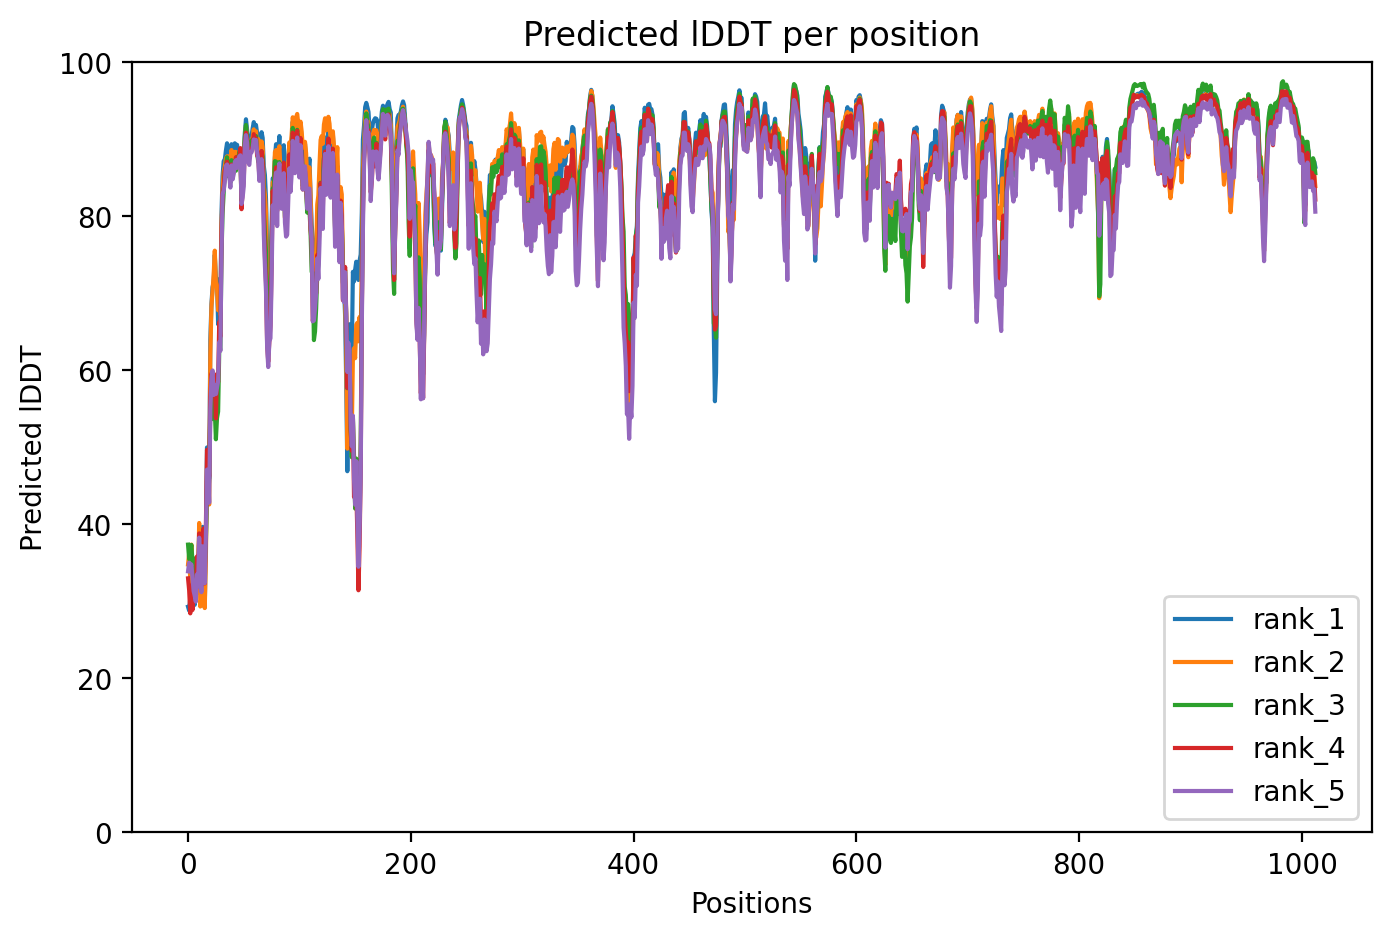 Predicted lDDT per position
100
80
60
40
20
0
Predicted lDDT
0 200 400 600 800 1000
Positions
rank_1
rank_2
rank_3
rank_4
rank_5